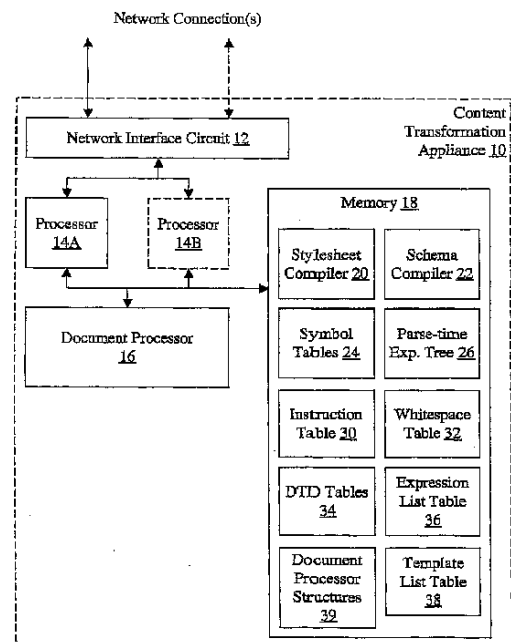 Network Connection(s)
Content
Transformation
Appliance 10
Network Interface Circuit 12
Processor
14A
Processor
14B
Document Processor
16
Memory 18
Stylesheet
Compiler 20
Schema
Compiler 22
Symbol
Tables 24
Parse-time
Exp. Tree 26
Instruction
Table 30
Whitespace
Table 32
DTD Tables
34
Expression
List Table
36
Document
Processor
Structures
39
Template
List Table
38